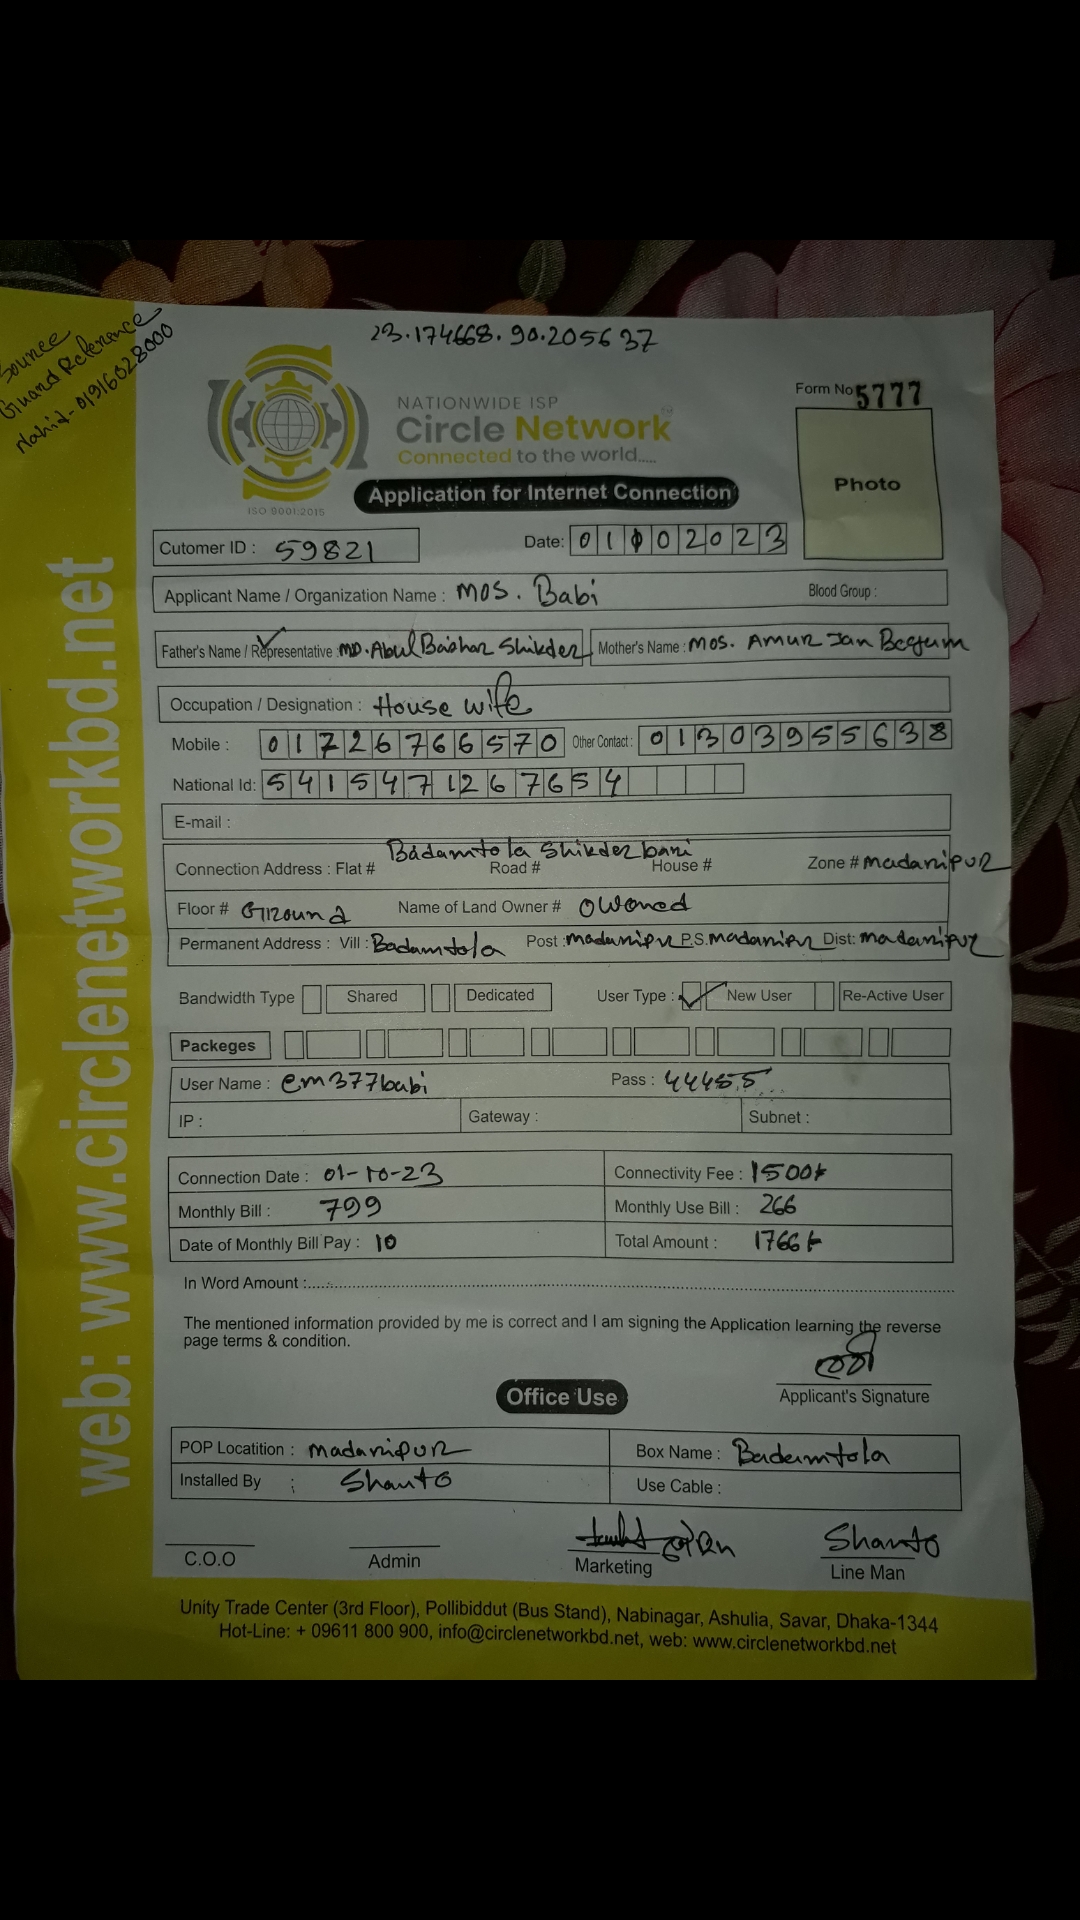 Sounce
Gnuand Refenence
Nahid-01916028000
23.174668.90.205637
Form No 5777
NATIONWIDE ISP
Circle Network
Connected to the world.....
ISO 9001:2015
Application for Internet Connection
Photo
Cutomer ID : 59821
Date: 01 10 2023
Applicant Name / Organization Name : MOS. Babi
Blood Group :
Father's Name / Representative : MD. Abul Bashar Shikder
Mother's Name : MOS. Amur Jan Begum
Occupation / Designation : House wife
Mobile : 01726766570
Other Contact : 01303955638
National Id: 5415471267654
E-mail :
Badamtola Shikder bari
Connection Address : Flat # Road # House # Zone # madaripur
Floor # Ground Name of Land Owner # Owoned
Permanent Address : Vill : Badamtola Post : madaripur P.S. madaripur Dist: madaripur
Bandwidth Type Shared Dedicated User Type : New User Re-Active User
Packeges
User Name : em377babi Pass : 44455
IP : Gateway : Subnet :
Connection Date : 01-10-23 Connectivity Fee : 1500৳
Monthly Bill : 799 Monthly Use Bill : 266
Date of Monthly Bill Pay : 10 Total Amount : 1766৳
In Word Amount :
The mentioned information provided by me is correct and I am signing the Application learning the reverse
page terms & condition.
Applicant's Signature
Office Use
POP Locatition : madaripur Box Name : Badamtola
Installed By : Shanto Use Cable :
Shanto
C.O.O Admin Marketing Line Man
Unity Trade Center (3rd Floor), Pollibiddut (Bus Stand), Nabinagar, Ashulia, Savar, Dhaka-1344
Hot-Line: + 09611 800 900, info@circlenetworkbd.net, web: www.circlenetworkbd.net
web: www.circlenetworkbd.net